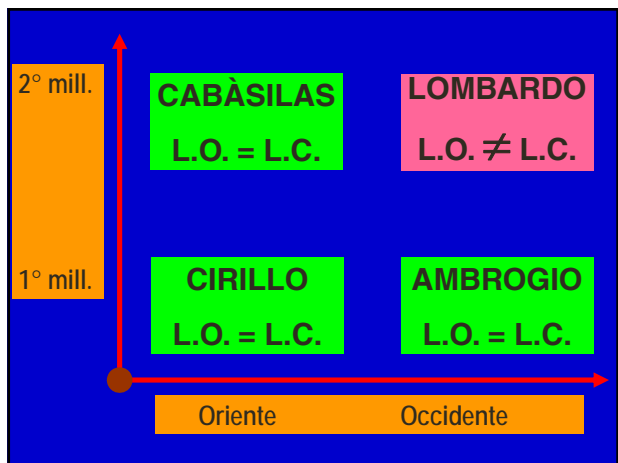 2° mill.
CABÀSILAS
L.O. = L.C.
LOMBARDO
L.O. ≠ L.C.
1° mill.
CIRILLO
L.O. = L.C.
AMBROGIO
L.O. = L.C.
Oriente
Occidente